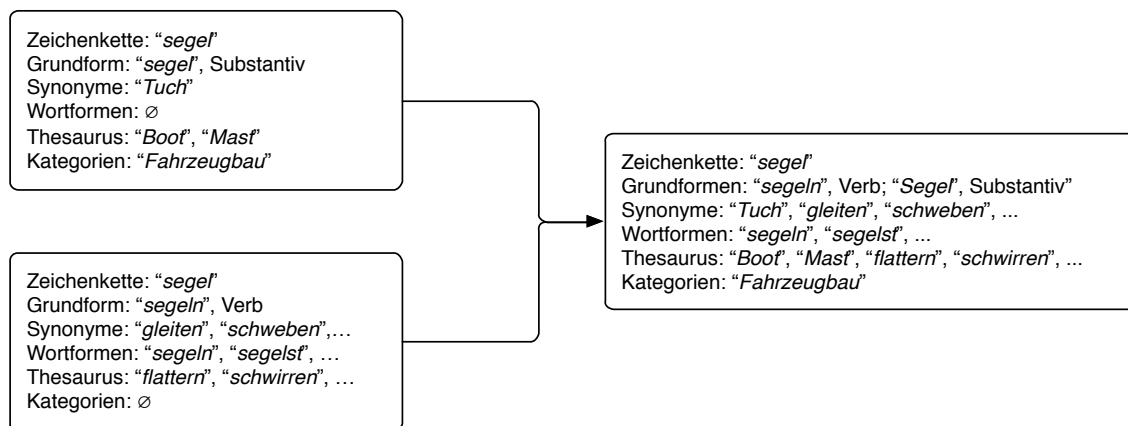 Zeichenkette: “segel”
Grundform: “segel”, Substantiv
Synonyme: “Tuch”
Wortformen: ∅
Thesaurus: “Boot”, “Mast”
Kategorien: “Fahrzeugbau”
Zeichenkette: “segel”
Grundform: “segeln”, Verb
Synonyme: “gleiten”, “schweben”,…
Wortformen: “segeln”, “segelst”, …
Thesaurus: “flattern”, “schwirren”, …
Kategorien: ∅
Zeichenkette: “segel”
Grundformen: “segeln”, Verb; “Segel”, Substantiv”
Synonyme: “Tuch”, “gleiten”, “schweben”, ...
Wortformen: “segeln”, “segelst”, ...
Thesaurus: “Boot”, “Mast”, “flattern”, “schwirren”, ...
Kategorien: “Fahrzeugbau”